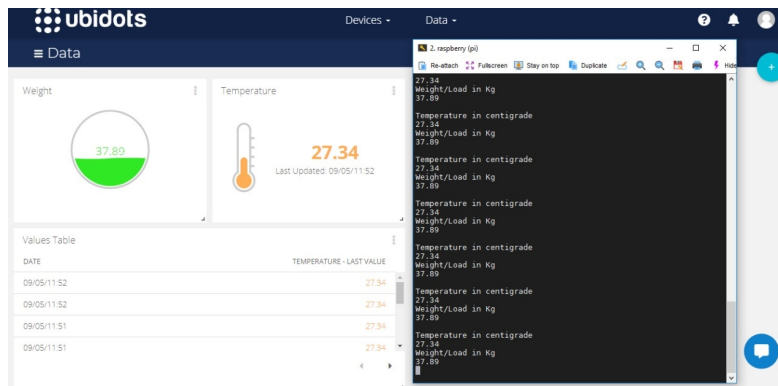 ubidots
Devices
Data
Data
Weight
37.89
Temperature
27.34
Last Updated: 09/05/11:52
Values Table
DATE TEMPERATURE - LAST VALUE
09/05/11:52 27.34
09/05/11:52 27.34
09/05/11:51 27.34
09/05/11:51 27.34
2. raspberry (pi)
Re-attach Fullscreen Stay on top Duplicate Hide
27.34
Weight/Load in Kg
37.89
Temperature in centigrade
27.34
Weight/Load in Kg
37.89
Temperature in centigrade
27.34
Weight/Load in Kg
37.89
Temperature in centigrade
27.34
Weight/Load in Kg
37.89
Temperature in centigrade
27.34
Weight/Load in Kg
37.89
Temperature in centigrade
27.34
Weight/Load in Kg
37.89
Temperature in centigrade
27.34
Weight/Load in Kg
37.89